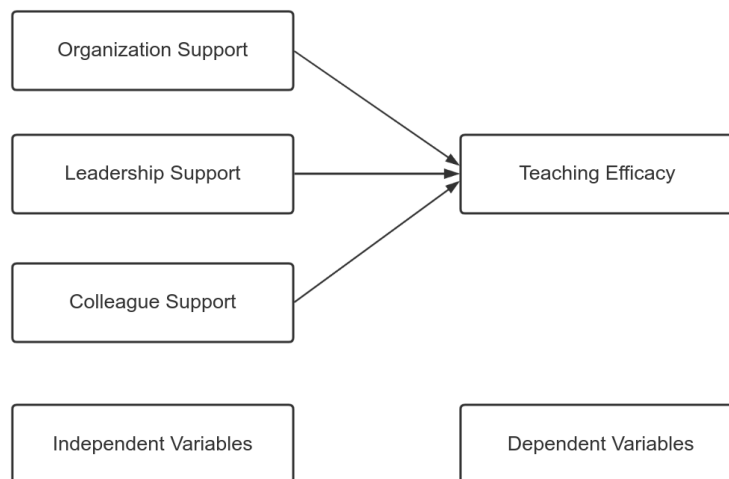 Organization Support
Leadership Support
Teaching Efficacy
Colleague Support
Independent Variables
Dependent Variables